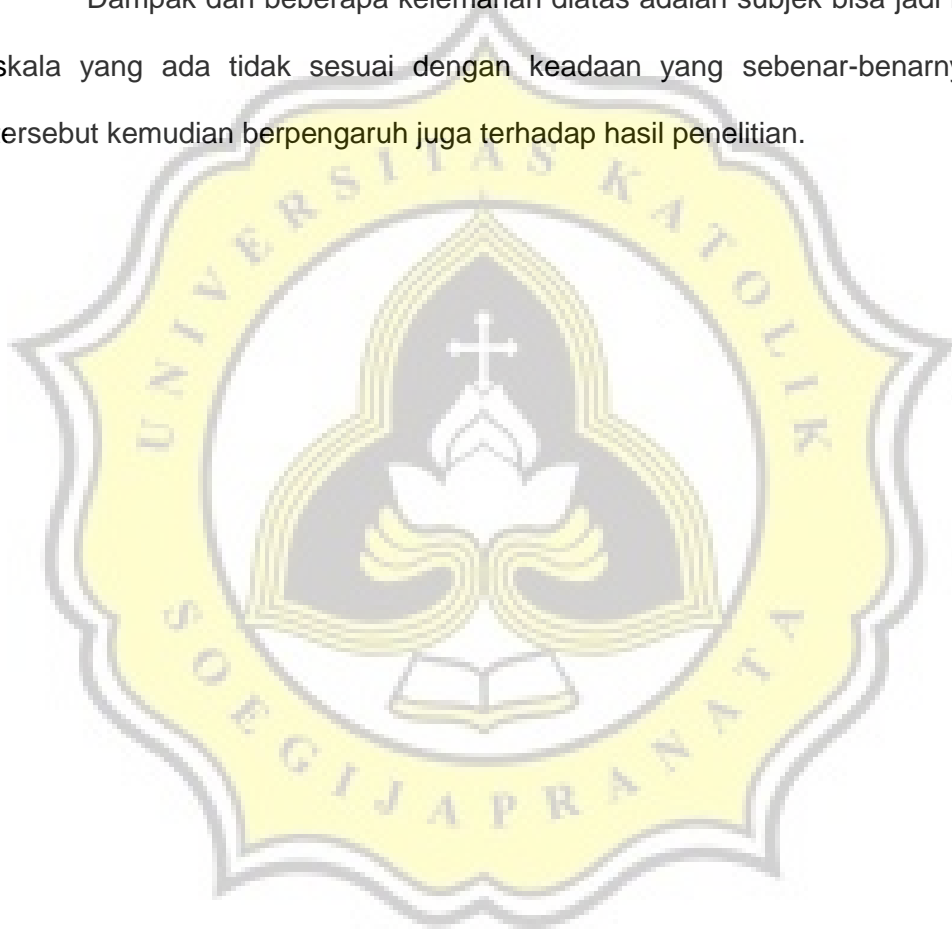 Dampak dari beberapa kelemahan diatas adalah subjek bisa jadi
skala yang ada tidak sesuai dengan keadaan yang sebenar-benarny
tersebut kemudian berpengaruh juga terhadap hasil penelitian.
UNIVERSITAS KATOLIK
SOEGIJAPRANATA